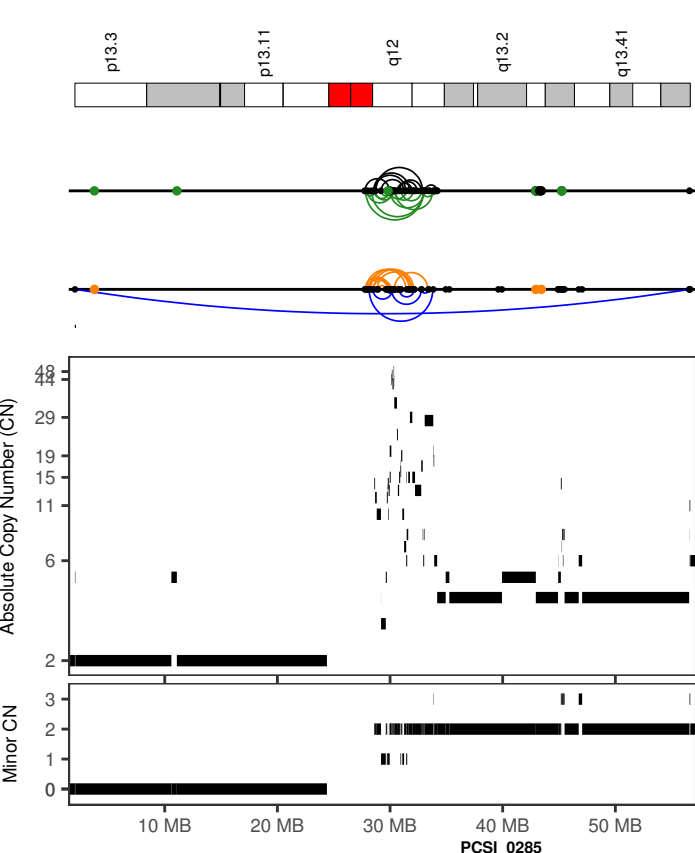 p13.3
p13.11
q12
q13.2
q13.41
Absolute Copy Number (CN)
48
44
29
19
15
11
6
2
Minor CN
3
2
1
0
10 MB
20 MB
30 MB
40 MB
50 MB
PCSI_0285